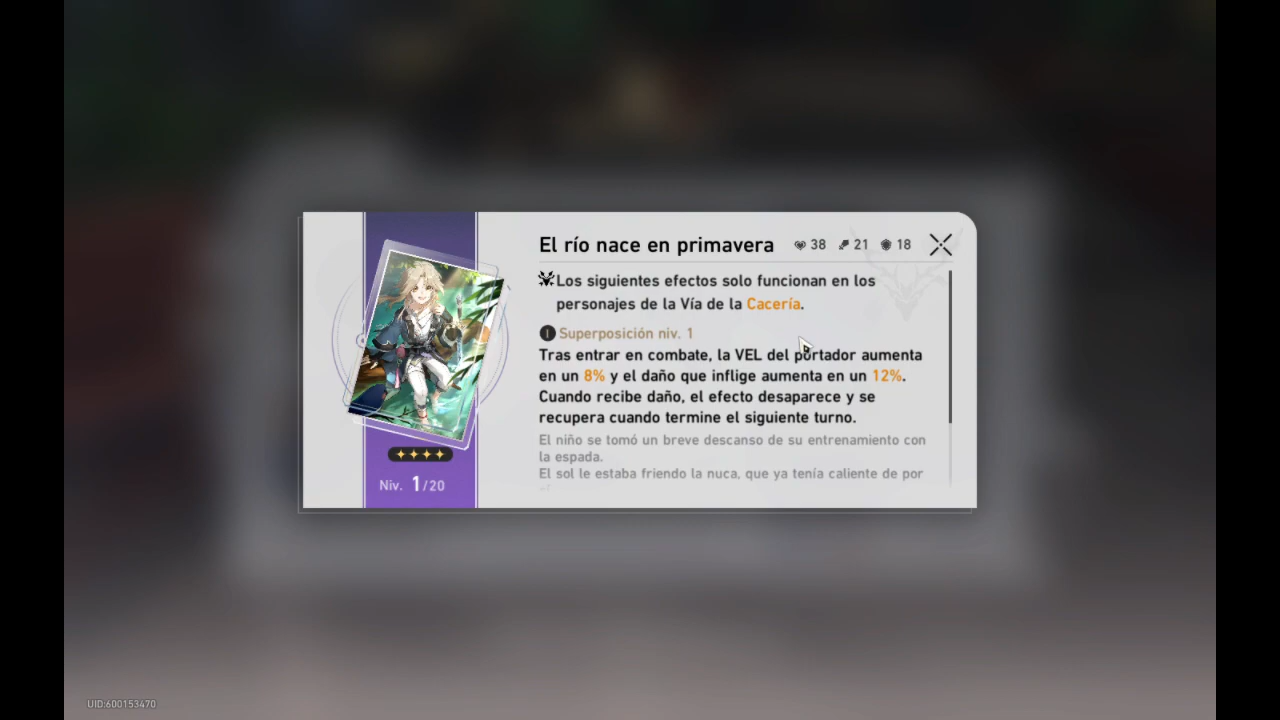 El río nace en primavera 38 21 18
Los siguientes efectos solo funcionan en los
personajes de la Vía de la Cacería.
I Superposición niv. 1
Tras entrar en combate, la VEL del portador aumenta
en un 8% y el daño que inflige aumenta en un 12%.
Cuando recibe daño, el efecto desaparece y se
recupera cuando termine el siguiente turno.
El niño se tomó un breve descanso de su entrenamiento con
la espada.
El sol le estaba friendo la nuca, que ya tenía caliente de por
Niv. 1/20
UID:600153470